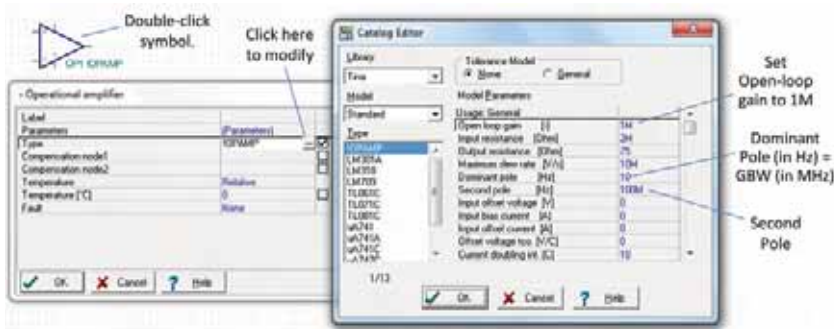 Double-click
symbol.
Click here
to modify
OP1 !OPAMP
- Operational amplifier
Label
Parameters (Parameters)
Type !OPAMP
Compensation node1
Compensation node2
Temperature Relative
Temperature [°C] 0
Fault None
OK Cancel ? Help
Catalog Editor
Library
Tina
Model
Standard
Type
!OPAMP
LM301A
LM358
LM709
TL061C
TL071C
TL081C
uA741
uA741A
uA741C
1/13
Tolerance Model
None General
Model Parameters
Usage: General
Open loop gain [-] 1M
Input resistance [Ohm] 2M
Output resistance [Ohm] 75
Maximum slew rate [V/s] 10M
Dominant pole [Hz] 10
Second pole [Hz] 100M
Input offset voltage [V] 0
Input bias current [A] 0
Input offset current [A] 0
Offset voltage tco. [V/C] 0
Current doubling int. [C] 10
OK Cancel ? Help
Set
Open-loop
gain to 1M
Dominant
Pole (in Hz) =
GBW (in MHz)
Second
Pole